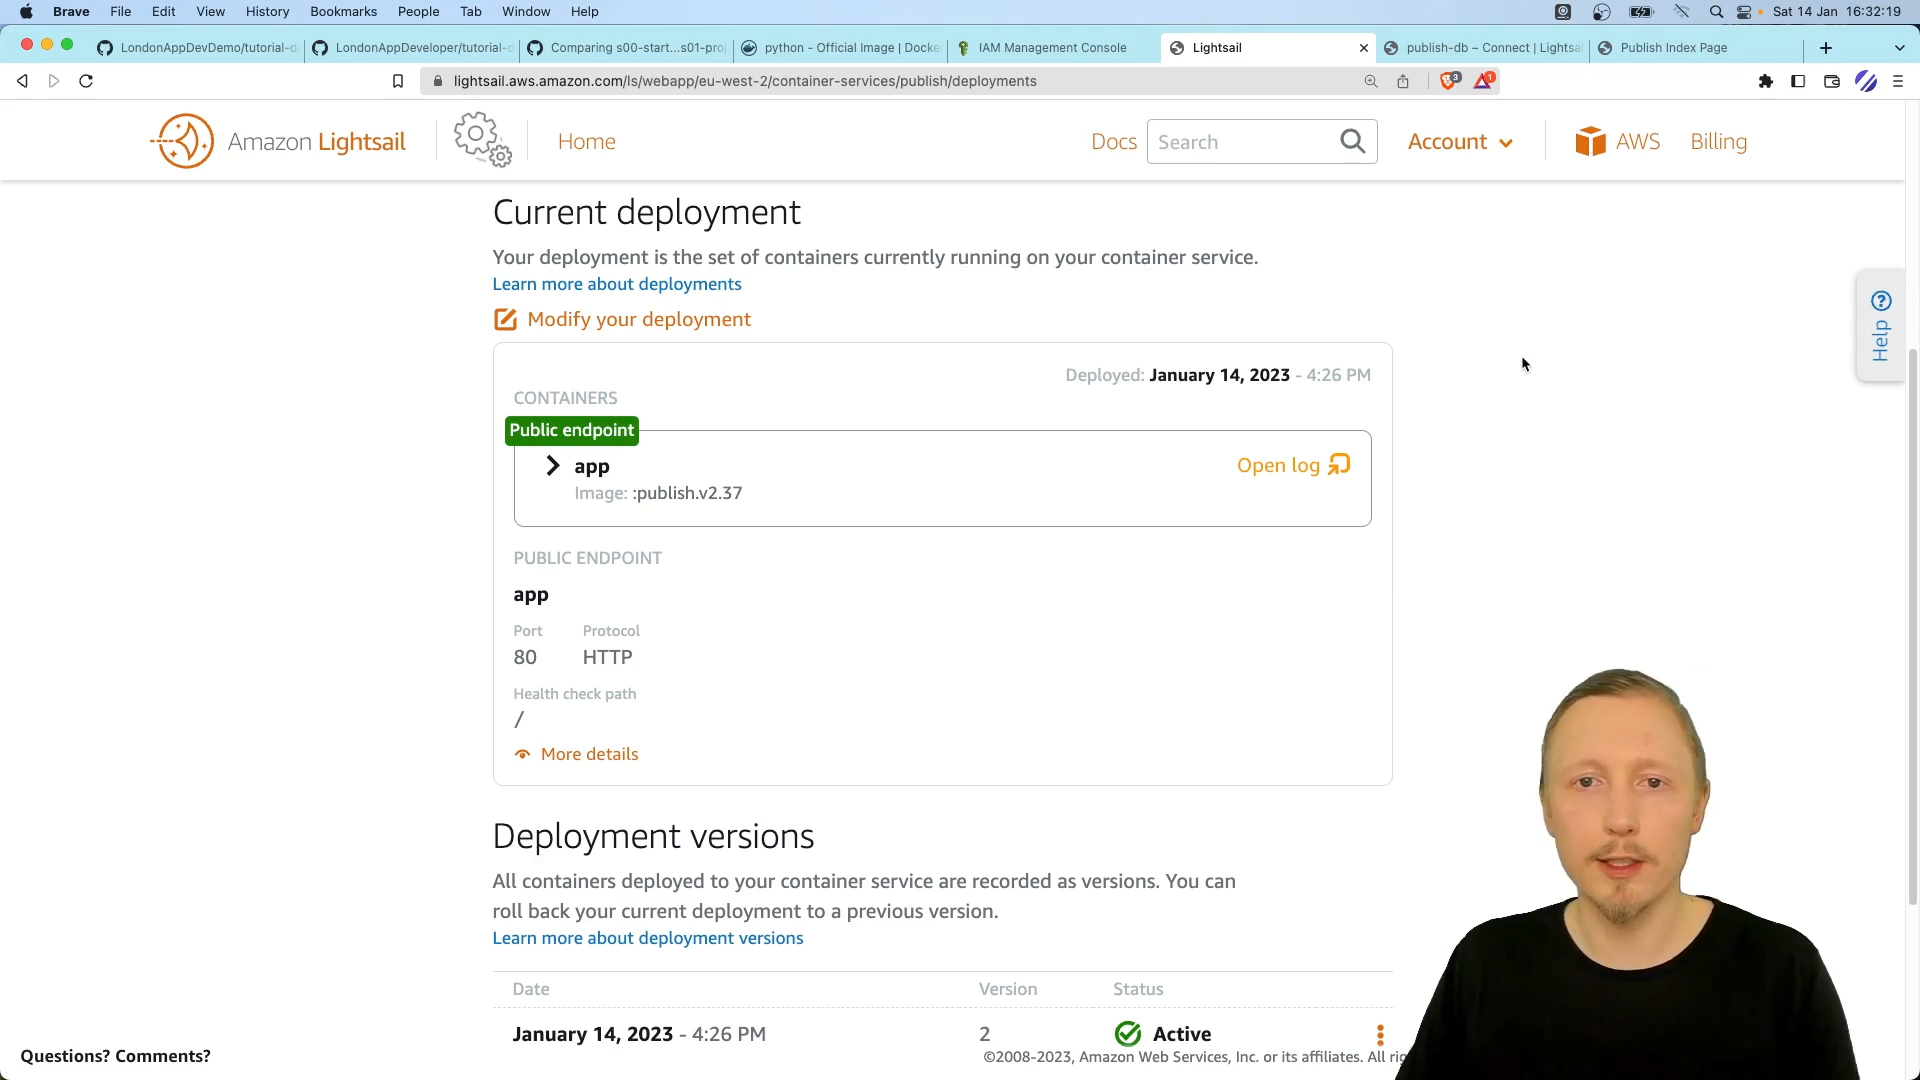 Brave File Edit View History Bookmarks People Tab Window Help Sat 14 Jan 16:32:19
LondonAppDevDemo/tutorial-d LondonAppDeveloper/tutorial-d Comparing s00-start...s01-proj python - Official Image | Docke IAM Management Console Lightsail publish-db – Connect | Lightsa Publish Index Page
lightsail.aws.amazon.com/ls/webapp/eu-west-2/container-services/publish/deployments 3 1
Amazon Lightsail Home Docs Search Account AWS Billing
Current deployment
Your deployment is the set of containers currently running on your container service.
Learn more about deployments
Modify your deployment
Help
Deployed: January 14, 2023 - 4:26 PM
CONTAINERS
Public endpoint
app Open log
Image: :publish.v2.37
PUBLIC ENDPOINT
app
Port Protocol
80 HTTP
Health check path
/
More details
Deployment versions
All containers deployed to your container service are recorded as versions. You can
roll back your current deployment to a previous version.
Learn more about deployment versions
Date Version Status
January 14, 2023 - 4:26 PM 2 Active
Questions? Comments? ©2008-2023, Amazon Web Services, Inc. or its affiliates. All rig